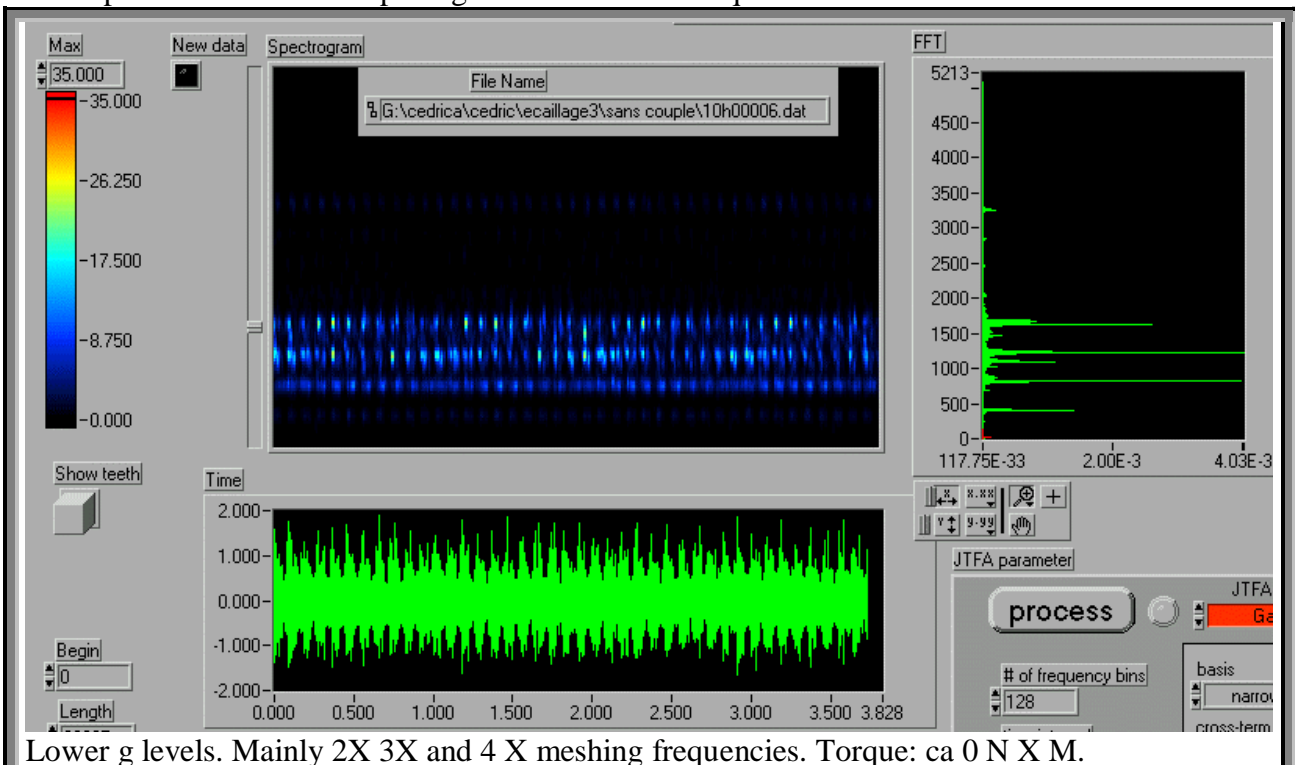 Max
New data
Spectrogram
FFT
35.000
File Name
G:\cedrica\cedric\ecaillage3\sans couple\10h00006.dat
35.000
26.250
17.500
8.750
0.000
5213
4500
4000
3500
3000
2500
2000
1500
1000
500
0
117.75E-33 2.00E-3 4.03E-3
Show teeth
Time
2.000
1.000
0.000
-1.000
-2.000
0.000 0.500 1.000 1.500 2.000 2.500 3.000 3.500 3.828
Begin
0
Length
X X.XX
Y Y.YY
JTFA parameter
process
JTFA
# of frequency bins
128
basis
Lower g levels. Mainly 2X 3X and 4 X meshing frequencies. Torque: ca 0 N X M.